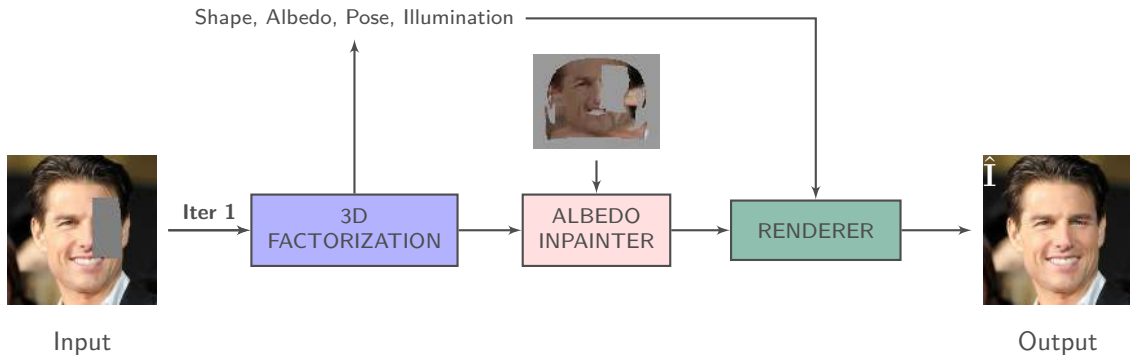 Shape, Albedo, Pose, Illumination
Iter 1
3D
FACTORIZATION
ALBEDO
INPAINTER
RENDERER
Î
Input
Output